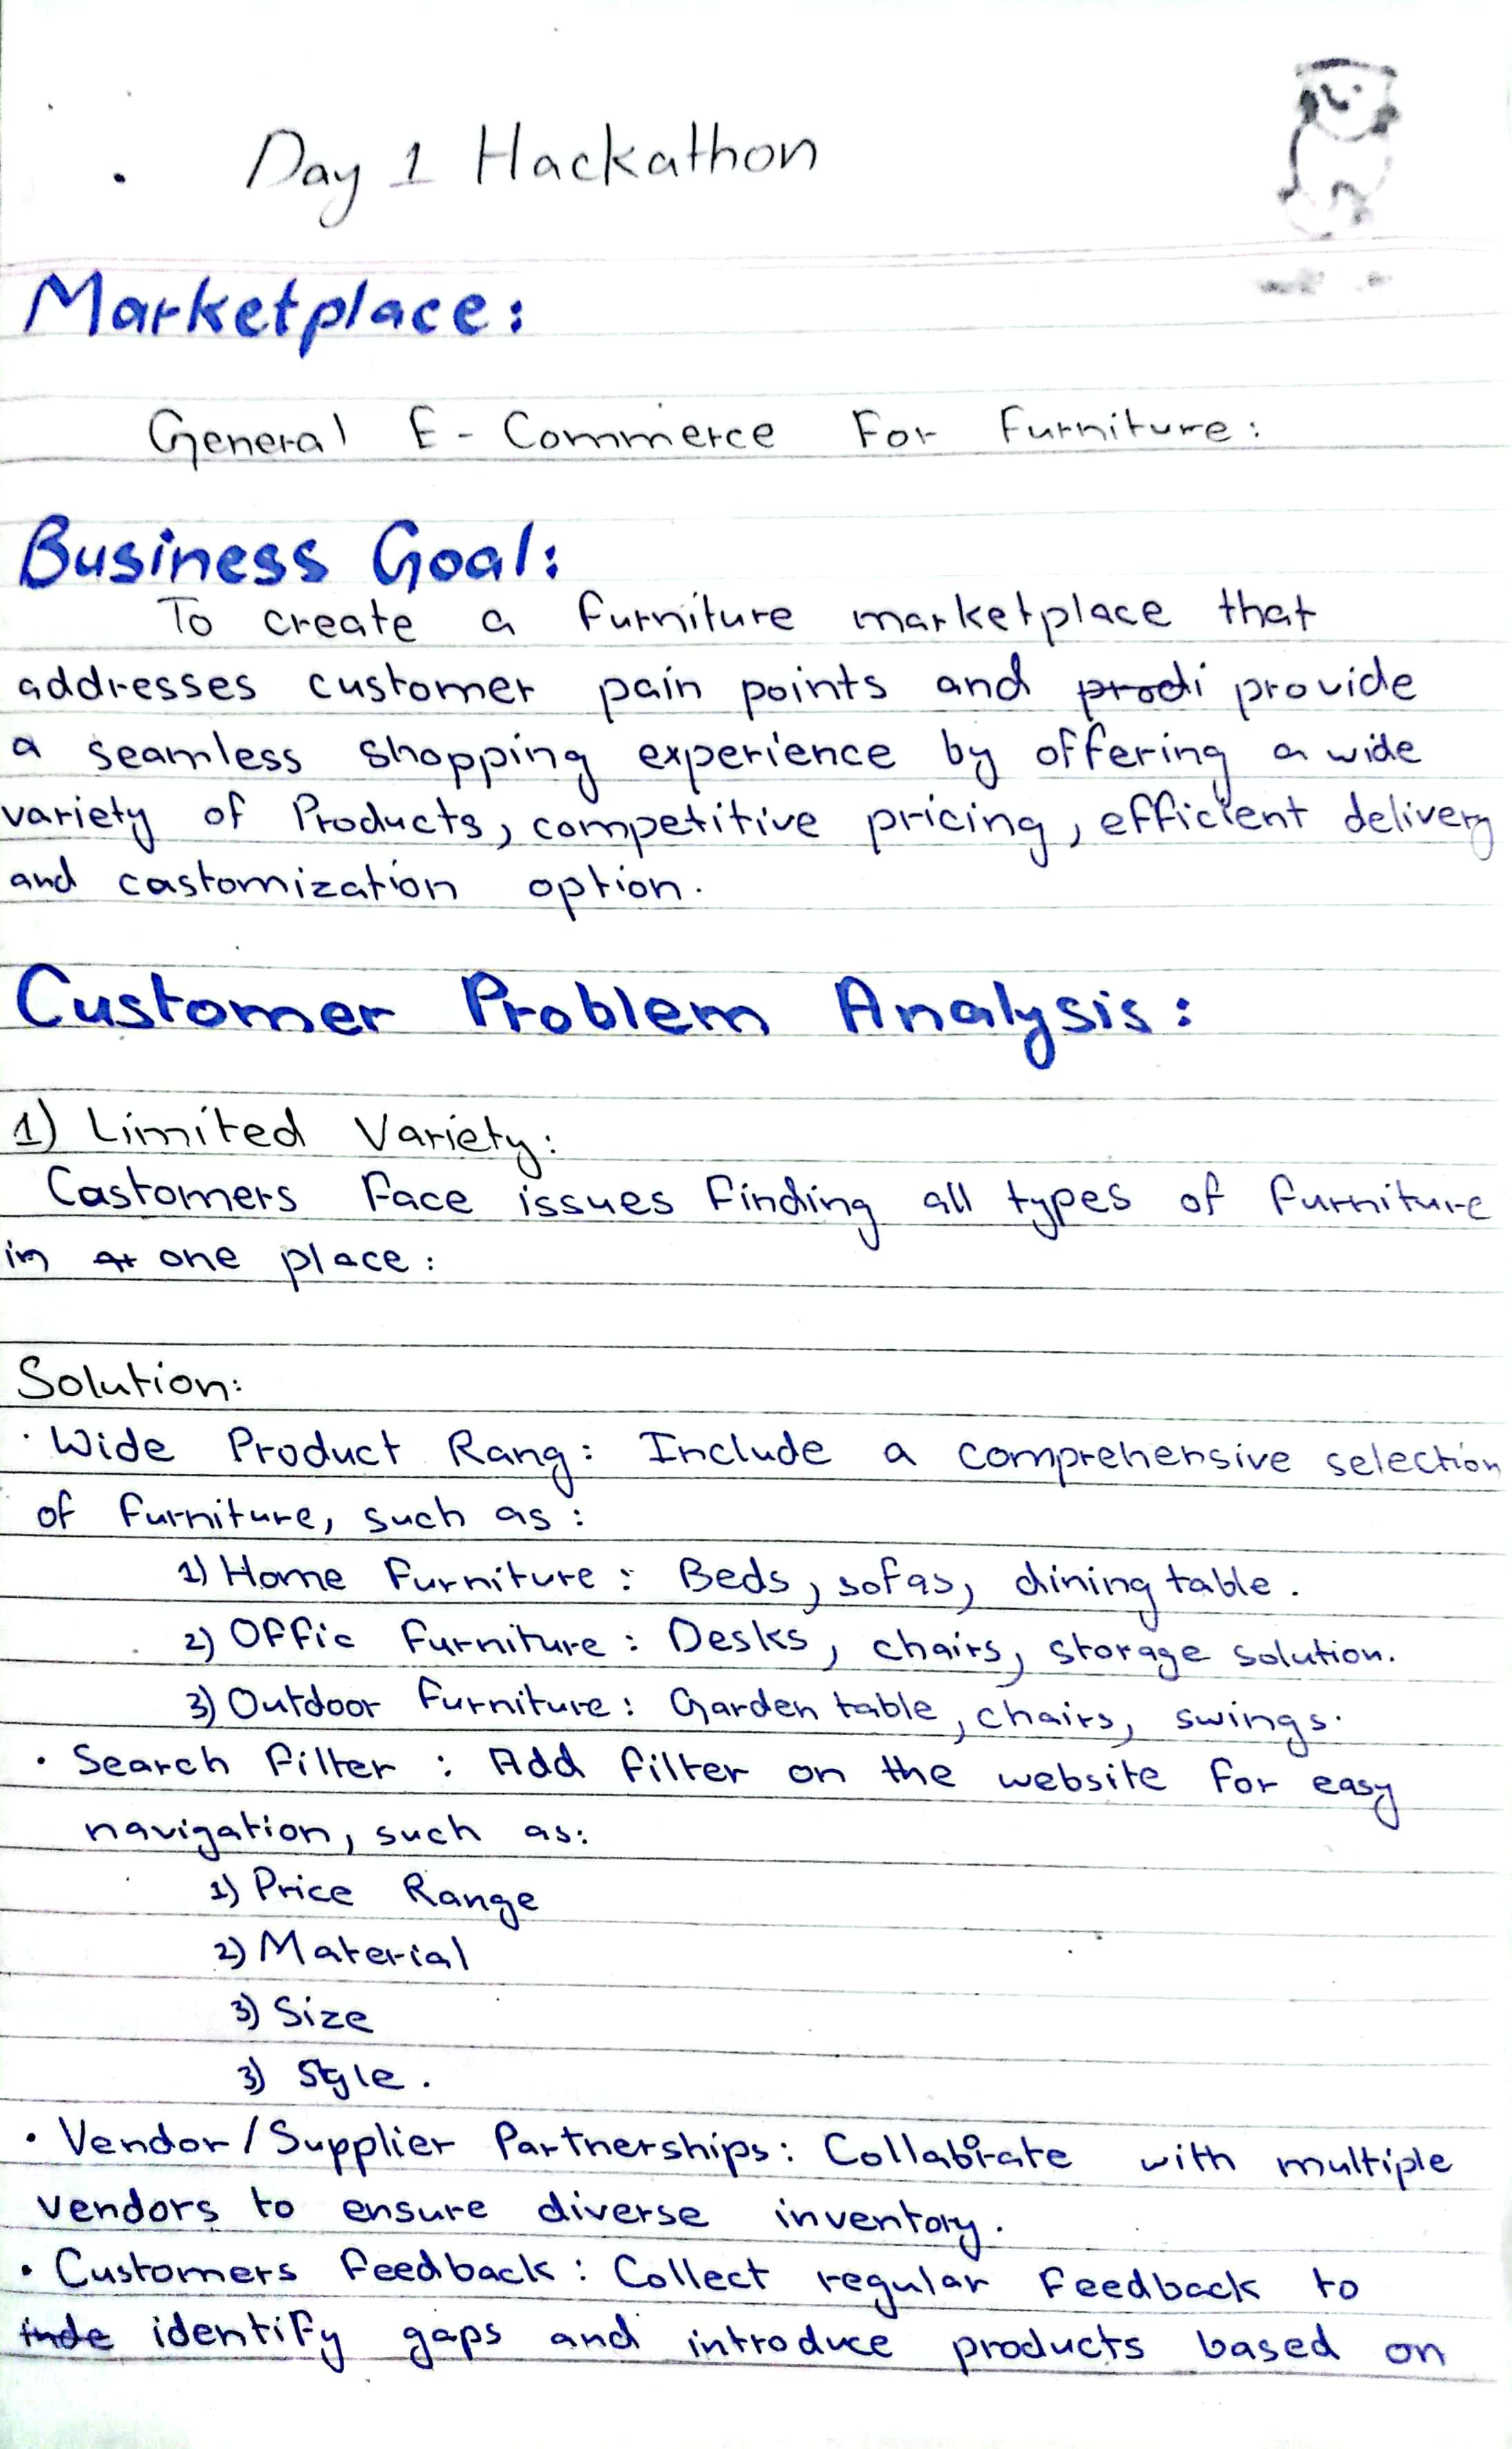 Day 1 Hackathon
Marketplace:
General E-Commerce For Furniture:
Business Goal:
To create a furniture marketplace that
addresses customer pain points and prodi provide
a seamless shopping experience by offering a wide
variety of Products, competitive pricing, efficient delivery
and castomization option.
Customer Problem Analysis:
1) Limited Variety:
Castomers Face issues Finding all types of furniture
in at one place:
Solution:
· Wide Product Rang: Include a comprehensive selection
of furniture, such as:
1) Home Furniture: Beds, sofas, dining table.
2) Offic furniture: Desks, chairs, storage solution.
3) Outdoor furniture: Garden table, chairs, swings.
· Search Filter : Add filter on the website for easy
navigation, such as:
1) Price Range
2) Material
3) Size
3) Style.
· Vendor/Supplier Partnerships: Collaborate with multiple
vendors to ensure diverse inventory.
· Customers Feedback: Collect regular Feedback to
inde identify gaps and introduce products based on